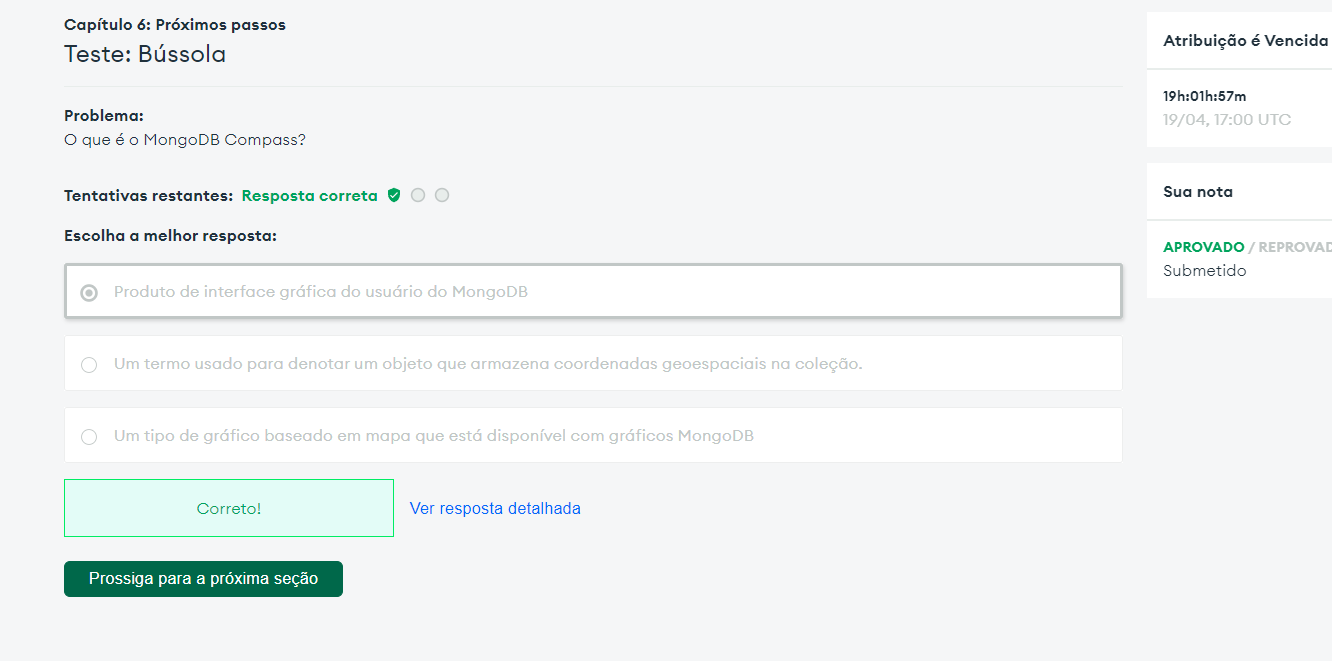 Capítulo 6: Próximos passos
Teste: Bússola
Problema:
O que é o MongoDB Compass?
Tentativas restantes: Resposta correta
Escolha a melhor resposta:
Produto de interface gráfica do usuário do MongoDB
Um termo usado para denotar um objeto que armazena coordenadas geoespaciais na coleção.
Um tipo de gráfico baseado em mapa que está disponível com gráficos MongoDB
Correto!
Ver resposta detalhada
Prossiga para a próxima seção
Atribuição é Vencida
19h:01h:57m
19/04, 17:00 UTC
Sua nota
APROVADO / REPROVAD
Submetido